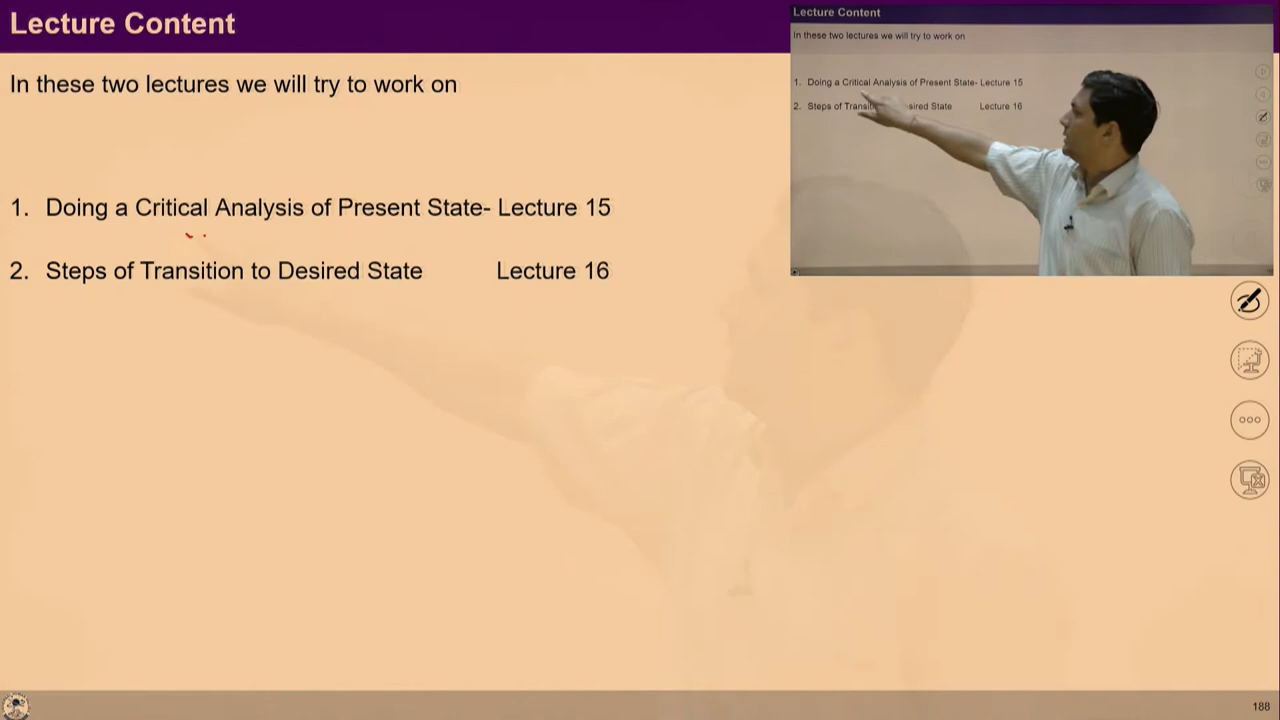 Lecture Content
In these two lectures we will try to work on
1. Doing a Critical Analysis of Present State- Lecture 15
2. Steps of Transition to Desired State Lecture 16
Lecture Content
In these two lectures we will try to work on
1. Doing a Critical Analysis of Present State- Lecture 15
2. Steps of Transiti sired State Lecture 16
188